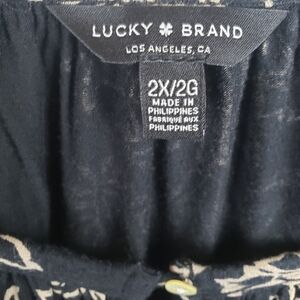 LUCKY BRAND
LOS ANGELES, CA
2X/2G
MADE IN
PHILIPPINES
FABRIQUÉ AUX
PHILIPPINES